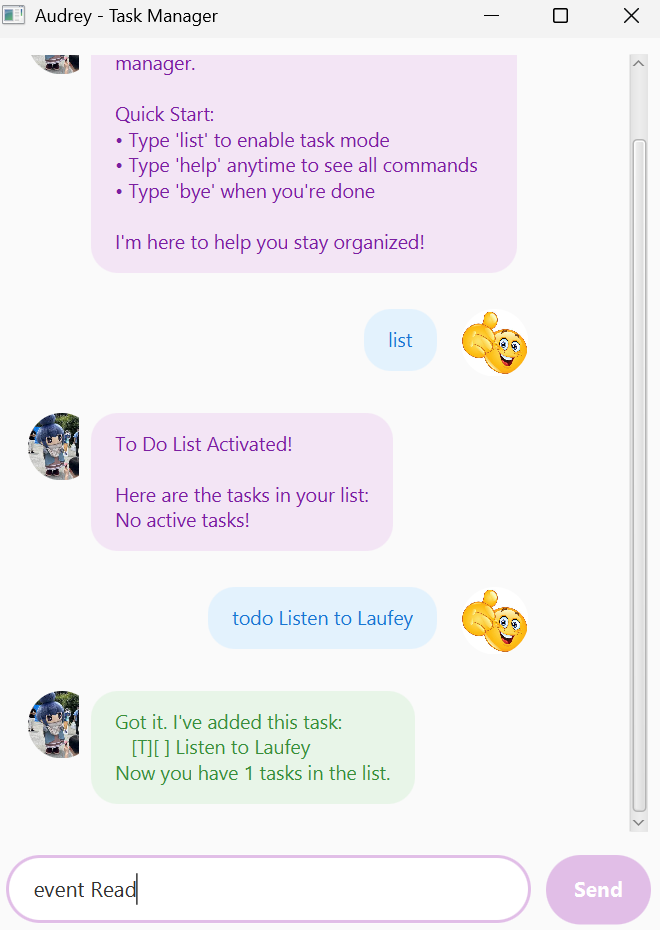 Audrey - Task Manager
manager.
Quick Start:
• Type 'list' to enable task mode
• Type 'help' anytime to see all commands
• Type 'bye' when you're done
I'm here to help you stay organized!
list
To Do List Activated!
Here are the tasks in your list:
No active tasks!
todo Listen to Laufey
Got it. I've added this task:
[T][ ] Listen to Laufey
Now you have 1 tasks in the list.
event Read
Send